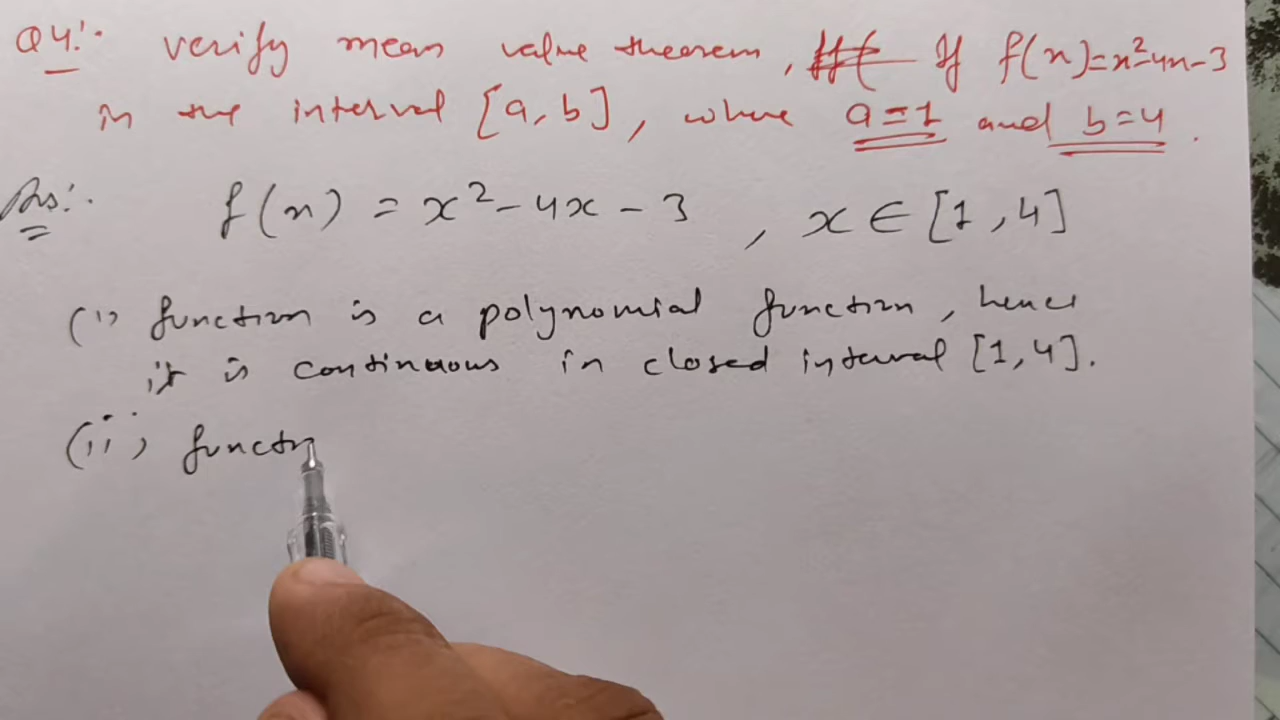 Q4:- verify mean value theorem, If f(x)=x²-4x-3
in the interval [a,b], where a=1 and b=4.
Ans:- f(x) = x²-4x-3, x∈[1,4]
(i) function is a polynomial function, hence
it is continuous in closed interval [1,4].
(ii) functi